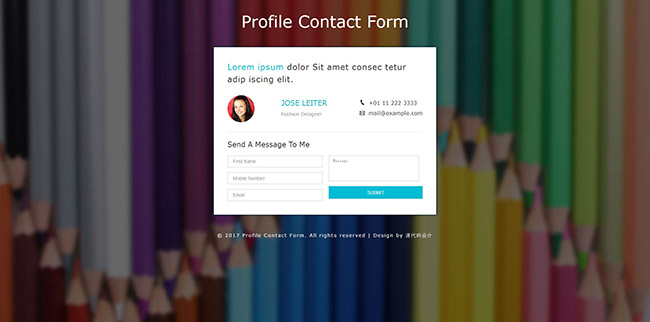 Profile Contact Form
Lorem ipsum dolor Sit amet consec tetur
adip iscing elit.
JOSE LEITER
Fashion Designer
+01 11 222 3333
mail@example.com
Send A Message To Me
First Name
Mobile Number
Email
Message
SUBMIT
© 2017 Profile Contact Form. All rights reserved | Design by 源代码设计